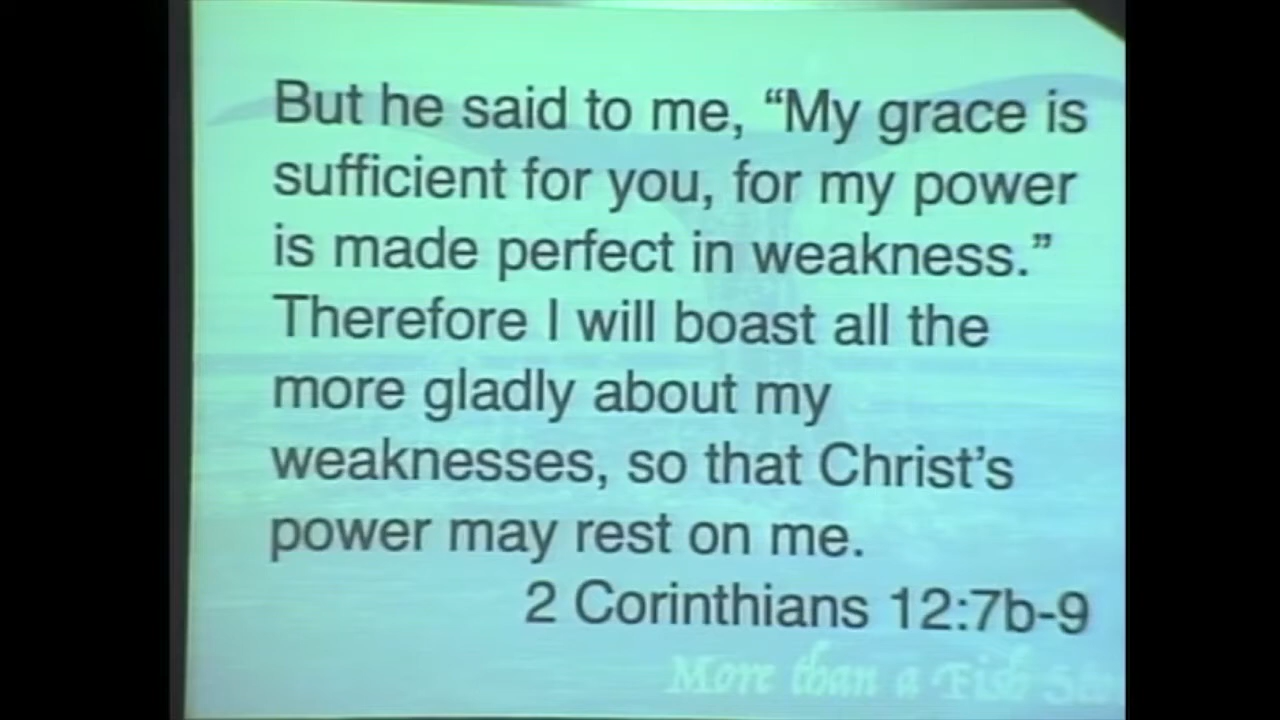 But he said to me, “My grace is
sufficient for you, for my power
is made perfect in weakness.”
Therefore I will boast all the
more gladly about my
weaknesses, so that Christ’s
power may rest on me.
2 Corinthians 12:7b-9
More than a Fish